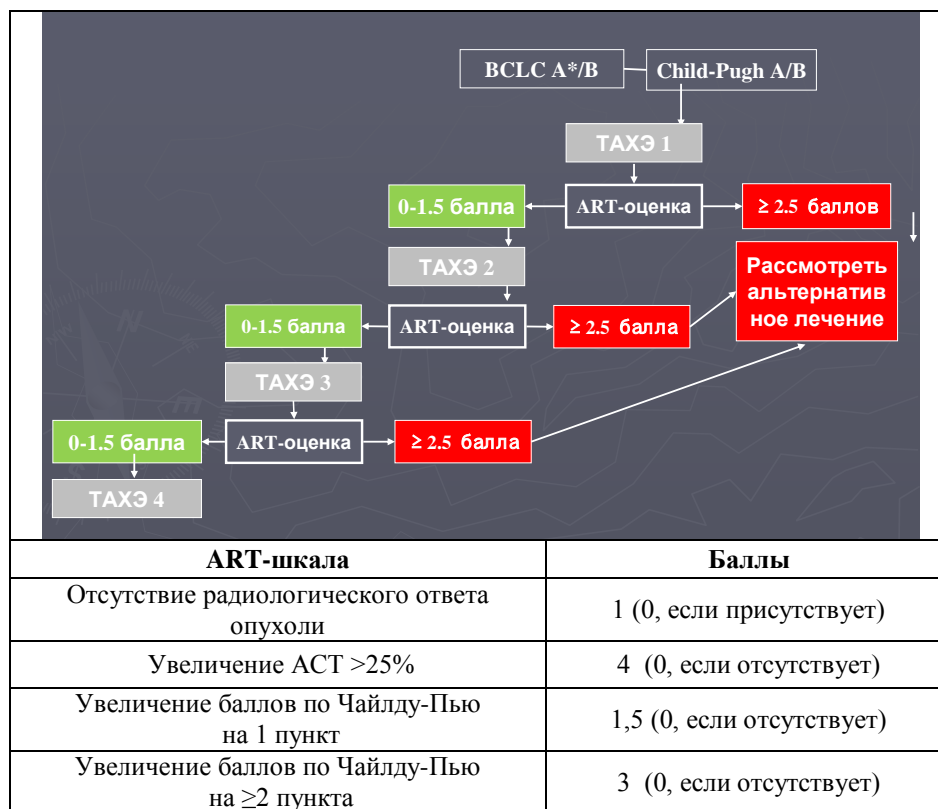 BCLC A*/B
Child-Pugh A/B
ТАХЭ 1
0-1.5 балла
ART-оценка
≥ 2.5 баллов
ТАХЭ 2
Рассмотреть
альтернатив
ное лечение
0-1.5 балла
ART-оценка
≥ 2.5 балла
ТАХЭ 3
0-1.5 балла
ART-оценка
≥ 2.5 балла
ТАХЭ 4
ART-шкала
Баллы
Отсутствие радиологического ответа
опухоли
1 (0, если присутствует)
Увеличение АСТ >25%
4 (0, если отсутствует)
Увеличение баллов по Чайлду-Пью
на 1 пункт
1,5 (0, если отсутствует)
Увеличение баллов по Чайлду-Пью
на ≥2 пункта
3 (0, если отсутствует)